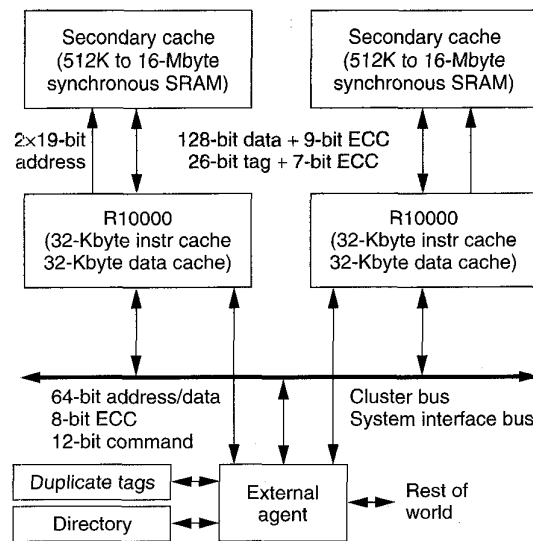 Secondary cache
(512K to 16-Mbyte
synchronous SRAM)
Secondary cache
(512K to 16-Mbyte
synchronous SRAM)
2×19-bit
address
128-bit data + 9-bit ECC
26-bit tag + 7-bit ECC
R10000
(32-Kbyte instr cache
32-Kbyte data cache)
R10000
(32-Kbyte instr cache
32-Kbyte data cache)
64-bit address/data
8-bit ECC
12-bit command
Cluster bus
System interface bus
Duplicate tags
Directory
External
agent
Rest of
world